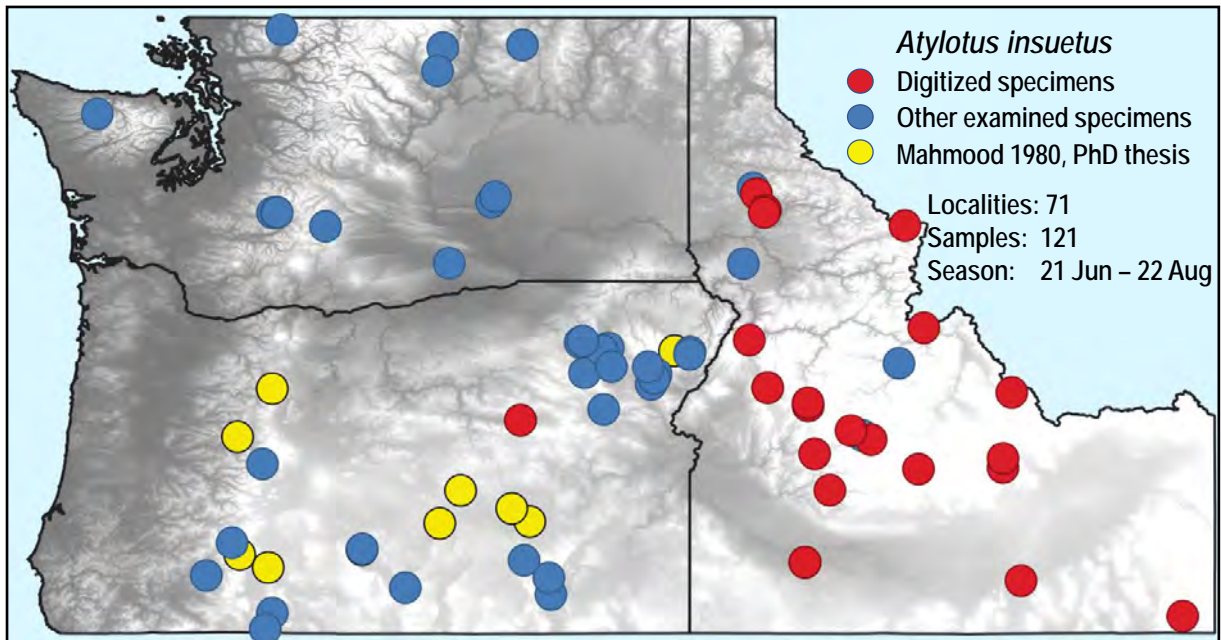 Atylotus insuetus
Digitized specimens
Other examined specimens
Mahmood 1980, PhD thesis
Localities: 71
Samples: 121
Season: 21 Jun – 22 Aug